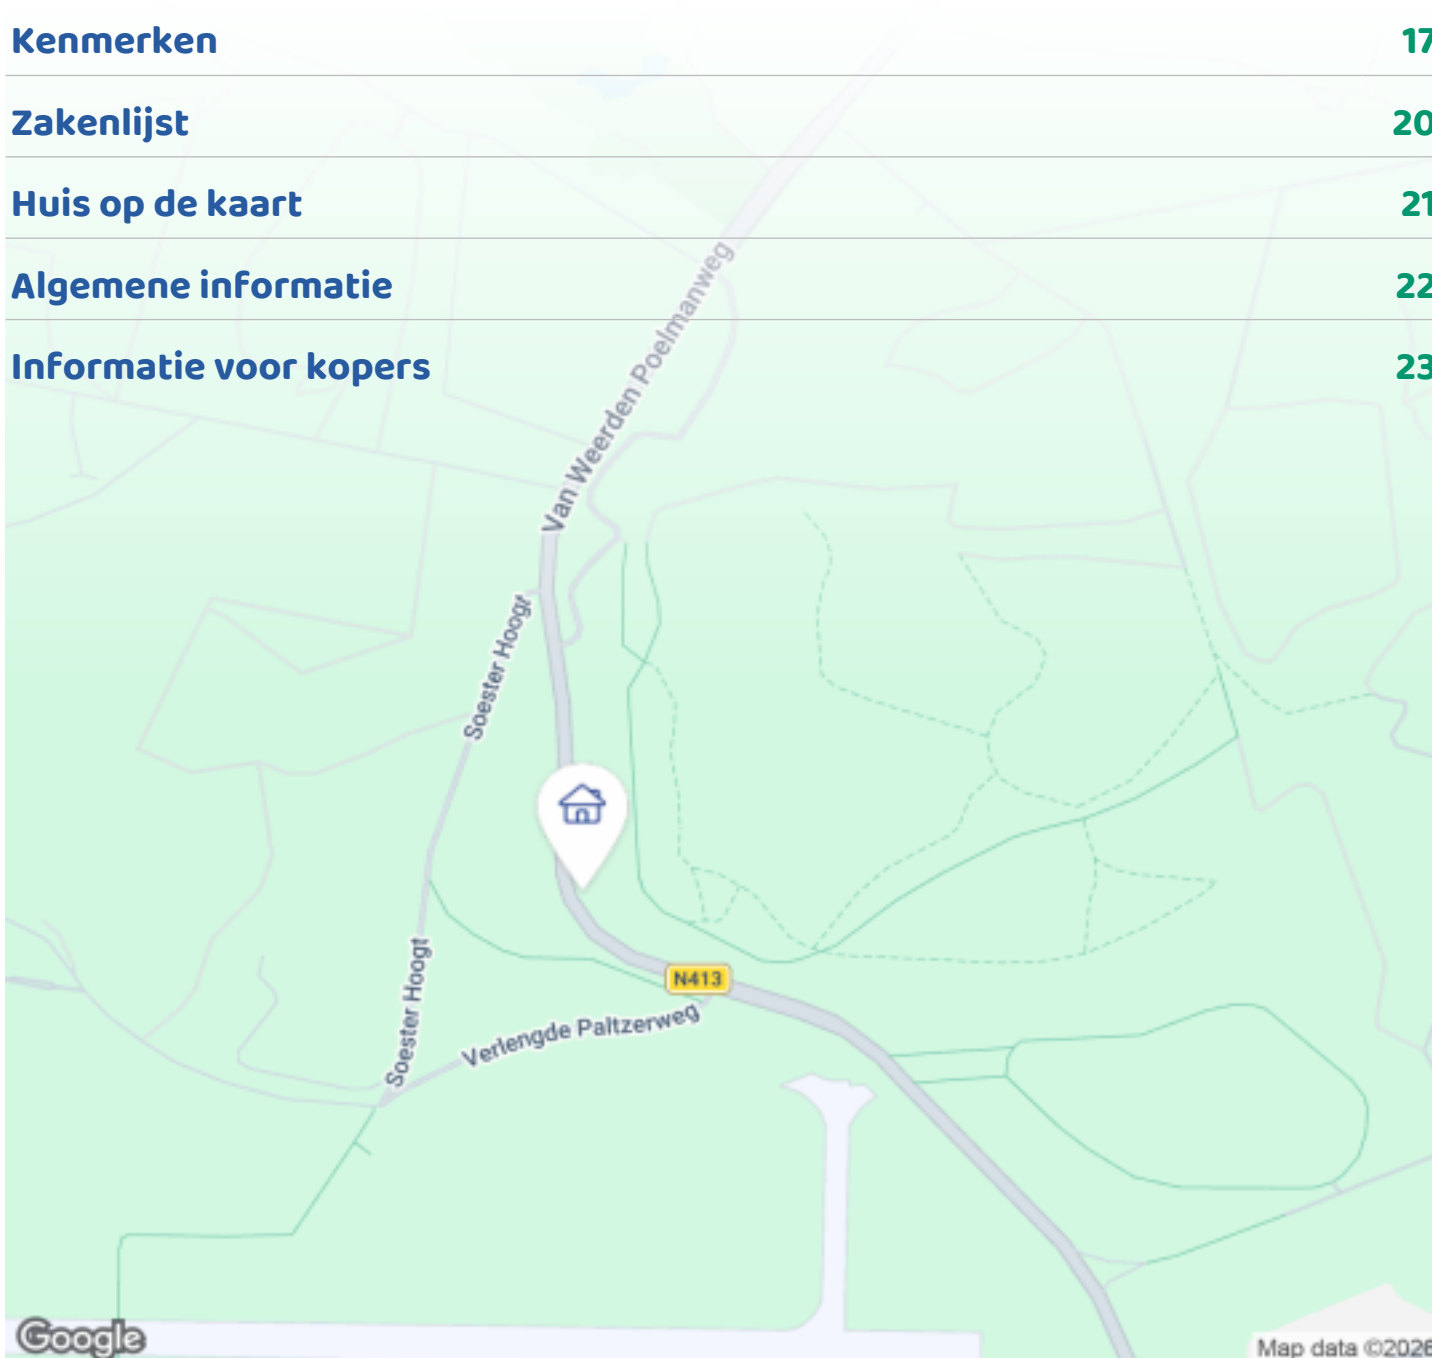 Kenmerken 17
Zakenlijst 20
Huis op de kaart 21
Algemene informatie 22
Informatie voor kopers 23
Van Weerden Poelmanweg
Soester Hoogt
N413
Verlengde Paltzerweg
Soester Hoogt
Google
Map data ©2026